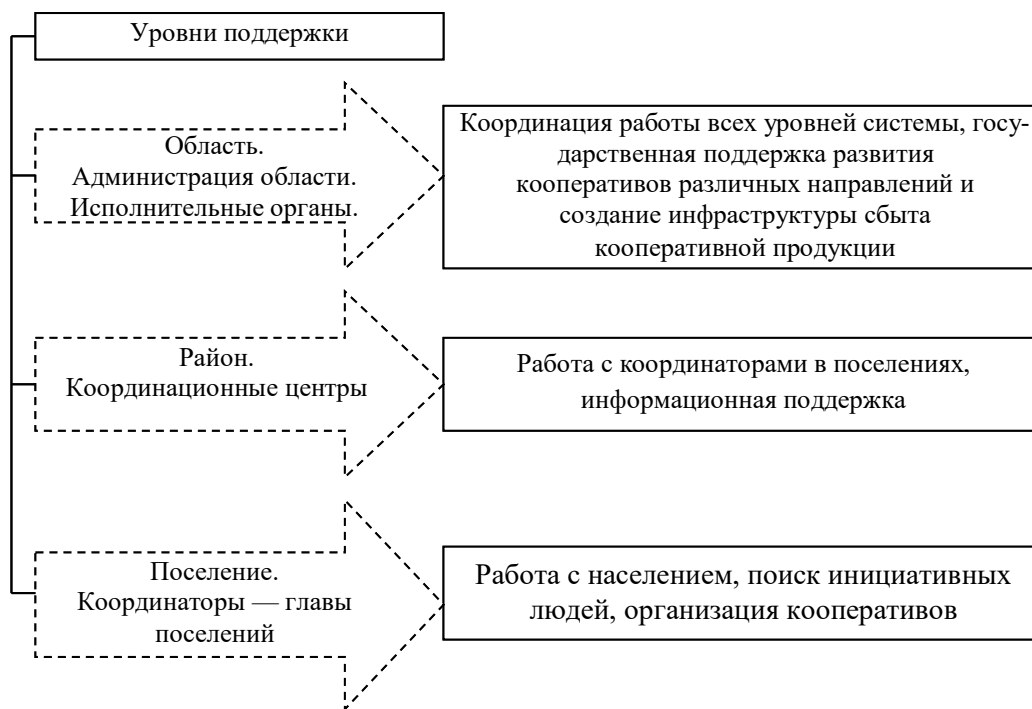 Уровни поддержки
Область.
Администрация области.
Исполнительные органы.
Координация работы всех уровней системы, госу-
дарственная поддержка развития
кооперативов различных направлений и
создание инфраструктуры сбыта
кооперативной продукции
Район.
Координационные центры
Работа с координаторами в поселениях,
информационная поддержка
Поселение.
Координаторы — главы
поселений
Работа с населением, поиск инициативных
людей, организация кооперативов